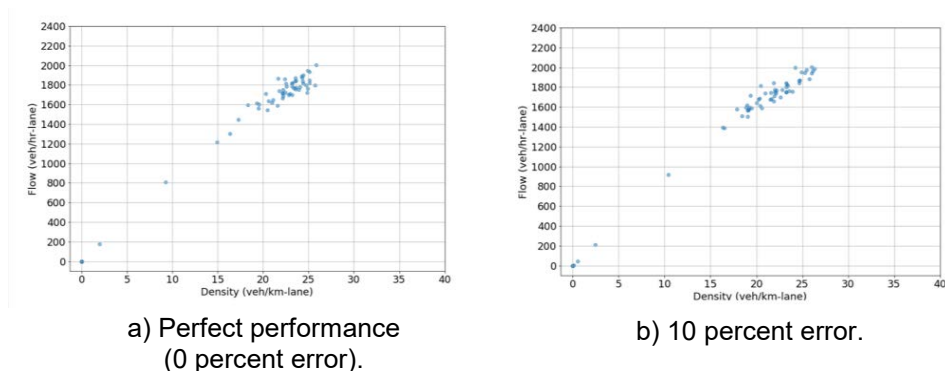 2400
2200
2000
1800
1600
1400
1200
1000
800
600
400
200
0
Flow (veh/hr-lane)
0 5 10 15 20 25 30 35 40
Density (veh/km-lane)
a) Perfect performance
(0 percent error).
2400
2200
2000
1800
1600
1400
1200
1000
800
600
400
200
0
Flow (veh/hr-lane)
0 5 10 15 20 25 30 35 40
Density (veh/km-lane)
b) 10 percent error.